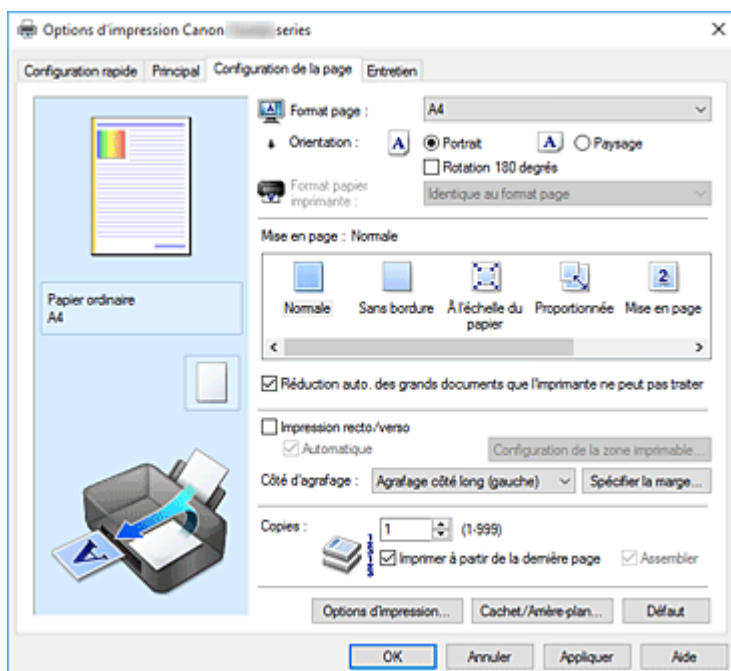 Options d'impression Canon series
Configuration rapide Principal Configuration de la page Entretien
Format page : A4
Orientation : A Portrait A Paysage
Rotation 180 degrés
Format papier
imprimante : Identique au format page
Mise en page : Normale
Normale Sans bordure À l'échelle du papier Proportionnée Mise en page
Papier ordinaire
A4
Réduction auto. des grands documents que l'imprimante ne peut pas traiter
Impression recto/verso
Automatique Configuration de la zone imprimable...
Côté d'agrafage : Agrafage côté long (gauche) Spécifier la marge...
Copies : 1 (1-999)
Imprimer à partir de la dernière page Assembler
Options d'impression... Cachet/Arrière-plan... Défaut
OK Annuler Appliquer Aide